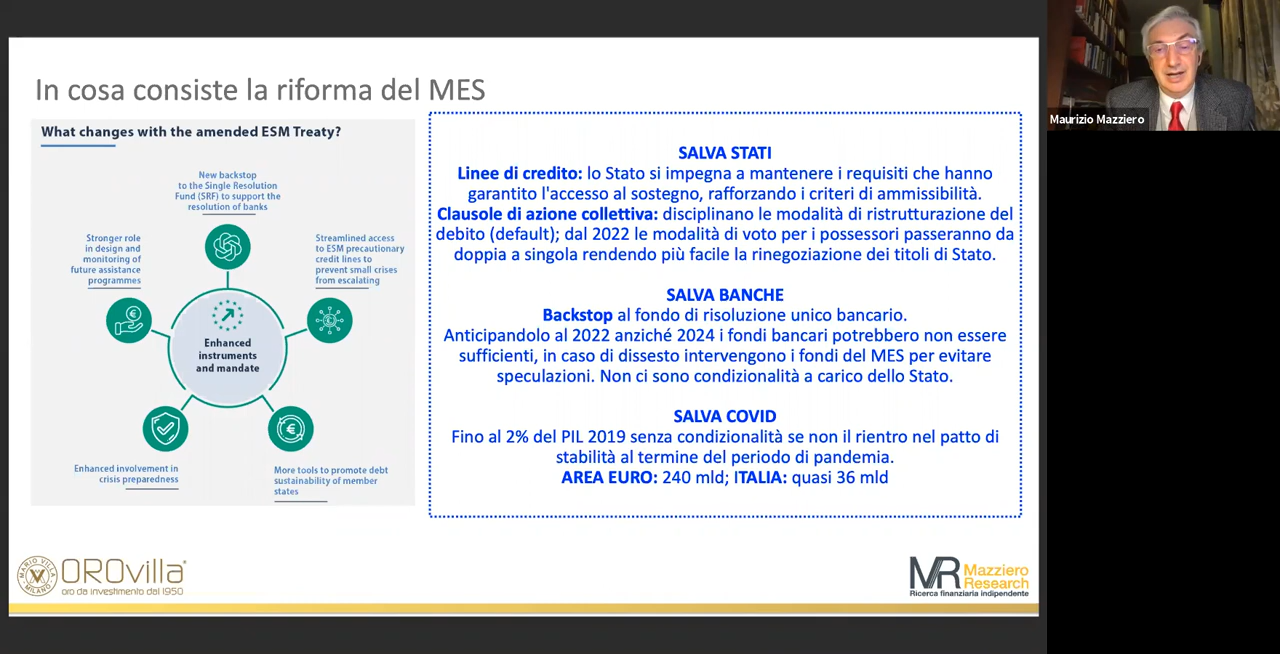 In cosa consiste la riforma del MES
What changes with the amended ESM Treaty?
New backstop
to the Single Resolution
Fund (SRF) to support the
resolution of banks
Stronger role
in design and
monitoring of
future assistance
programmes
Streamlined access
to ESM precautionary
credit lines to
prevent small crises
from escalating
Enhanced
instruments
and mandate
Enhanced involvement in
crisis preparedness
More tools to promote debt
sustainability of member
states
SALVA STATI
Linee di credito: lo Stato si impegna a mantenere i requisiti che hanno
garantito l'accesso al sostegno, rafforzando i criteri di ammissibilità.
Clausole di azione collettiva: disciplinano le modalità di ristrutturazione del
debito (default); dal 2022 le modalità di voto per i possessori passeranno da
doppia a singola rendendo più facile la rinegoziazione dei titoli di Stato.
SALVA BANCHE
Backstop al fondo di risoluzione unico bancario.
Anticipandolo al 2022 anziché 2024 i fondi bancari potrebbero non essere
sufficienti, in caso di dissesto intervengono i fondi del MES per evitare
speculazioni. Non ci sono condizionalità a carico dello Stato.
SALVA COVID
Fino al 2% del PIL 2019 senza condizionalità se non il rientro nel patto di
stabilità al termine del periodo di pandemia.
AREA EURO: 240 mld; ITALIA: quasi 36 mld
MARIO VILLA
MILANO
OROvilla
oro da investimento dal 1950
MR Mazziero
Research
Ricerca finanziaria indipendente
Maurizio Mazziero